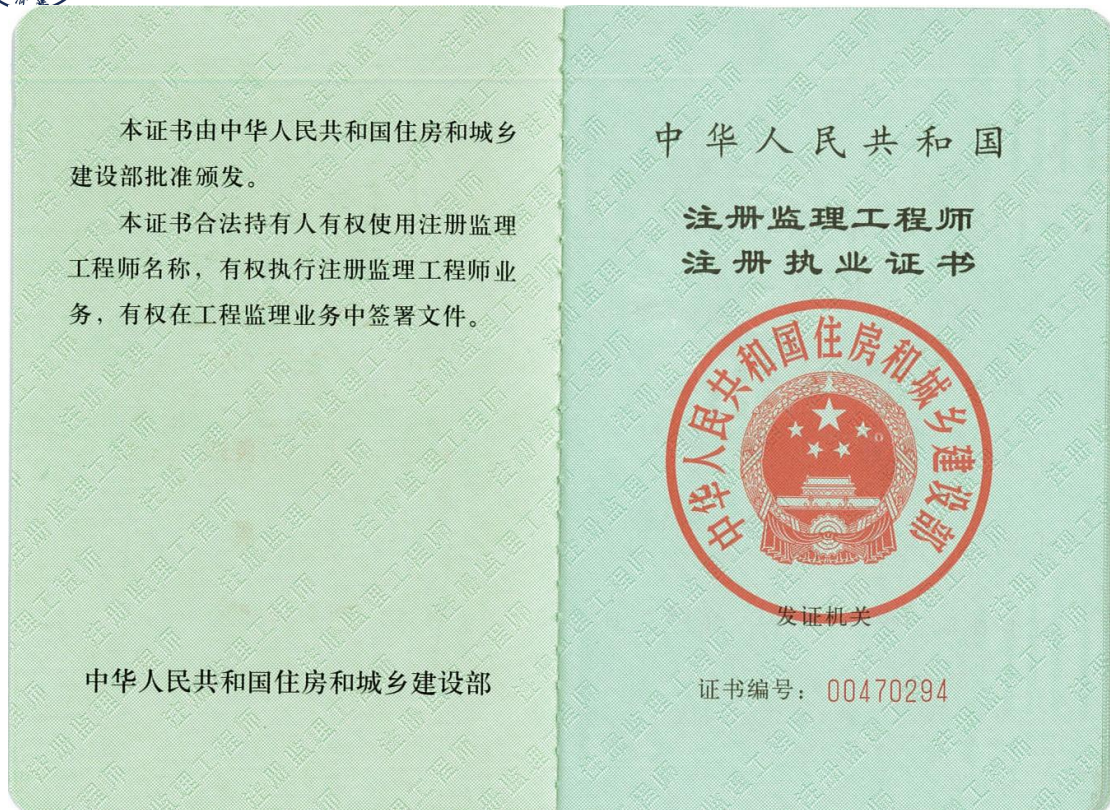 本证书由中华人民共和国住房和城乡
建设部批准颁发。
本证书合法持有人有权使用注册监理
工程师名称，有权执行注册监理工程师业
务，有权在工程监理业务中签署文件。
中华人民共和国住房和城乡建设部
中华人民共和国
注册监理工程师
注册执业证书
中华人民共和国住房和城乡建设部
发证机关
证书编号：00470294